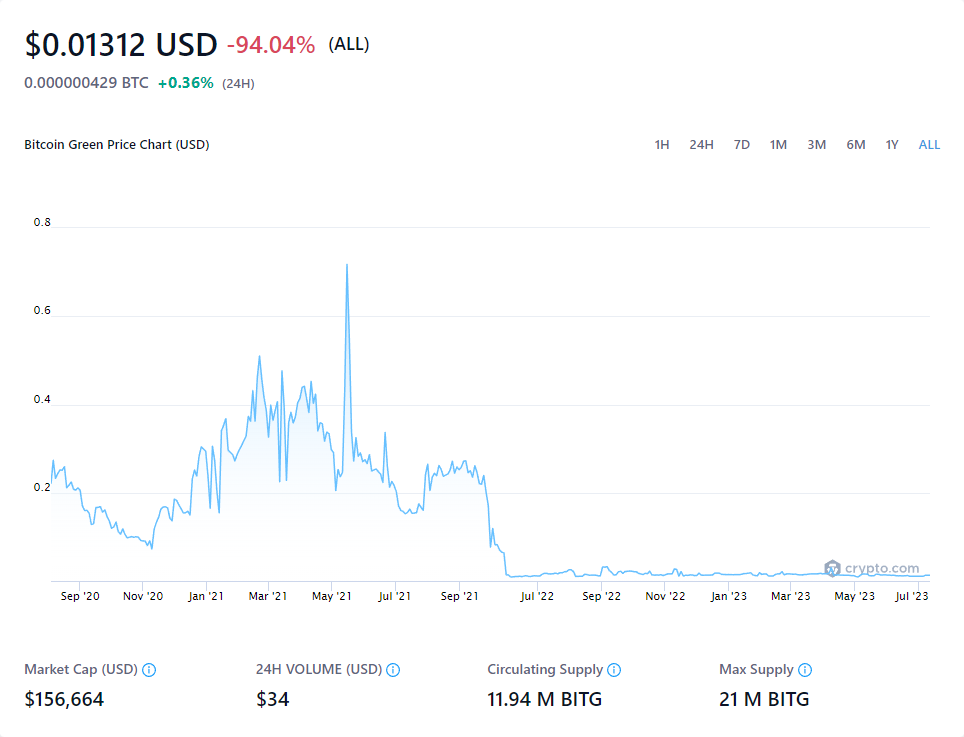 $0.01312 USD -94.04% (ALL)
0.000000429 BTC +0.36% (24H)
Bitcoin Green Price Chart (USD) 1H 24H 7D 1M 3M 6M 1Y ALL
0.8
0.6
0.4
0.2
crypto.com
Sep '20 Nov '20 Jan '21 Mar '21 May '21 Jul '21 Sep '21 Jul '22 Sep '22 Nov '22 Jan '23 Mar '23 May '23 Jul '23
Market Cap (USD) 24H VOLUME (USD) Circulating Supply Max Supply
$156,664 $34 11.94 M BITG 21 M BITG